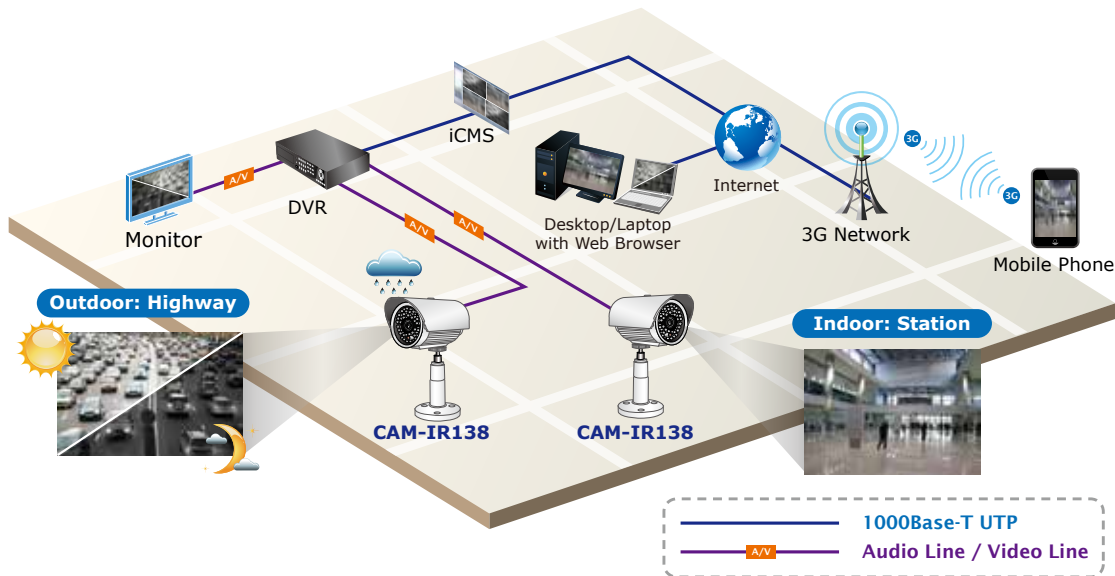 iCMS
A/V
DVR
Monitor
A/V
A/V
Desktop/Laptop
with Web Browser
Internet
3G
3G
3G Network
Mobile Phone
Outdoor: Highway
Indoor: Station
CAM-IR138
CAM-IR138
1000Base-T UTP
A/V
Audio Line / Video Line